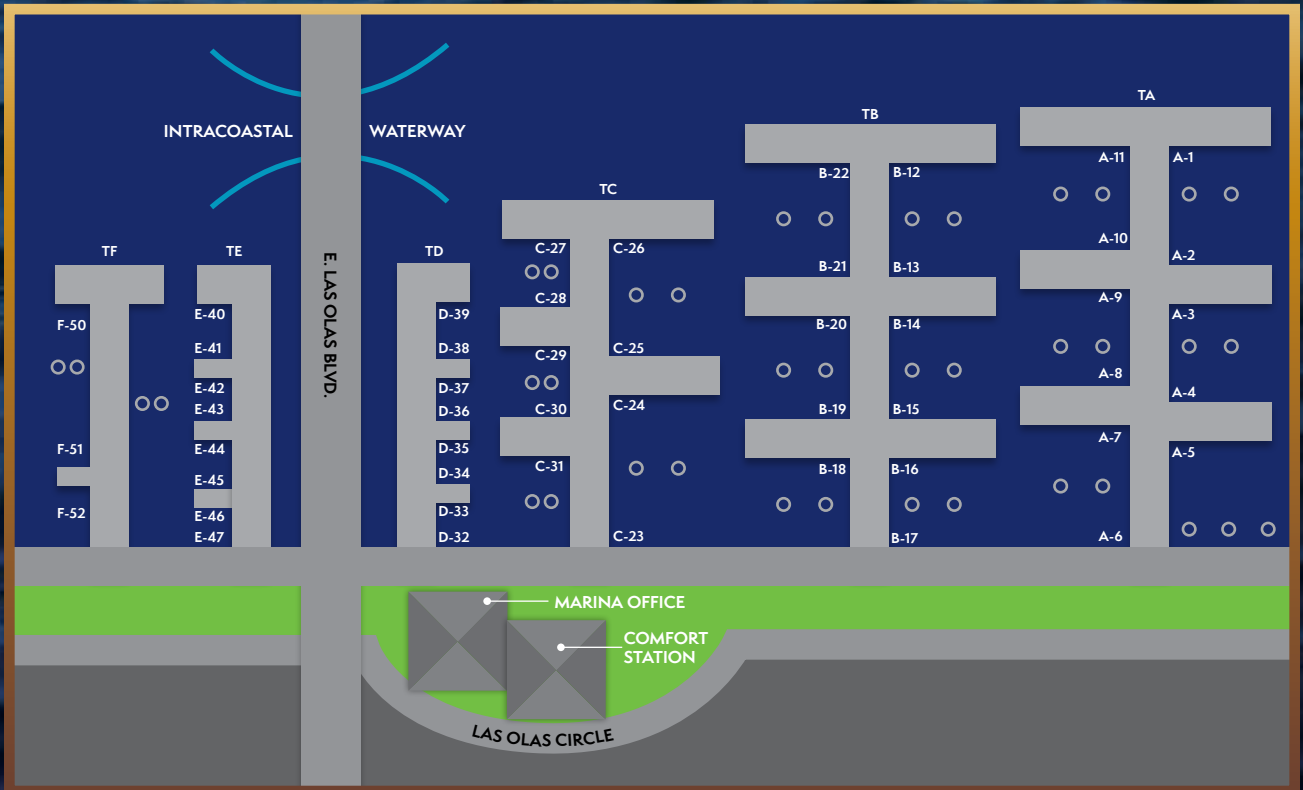 TA
TB
INTRACOASTAL
WATERWAY
A-11
A-1
B-22
B-12
TC
A-10
C-27
C-26
TF
TE
TD
A-2
B-21
B-13
C-28
A-9
E-40
D-39
A-3
F-50
B-20
B-14
E. LAS OLAS BLVD.
E-41
D-38
C-29
C-25
A-8
E-42
D-37
A-4
E-43
D-36
C-30
C-24
B-19
B-15
A-7
F-51
E-44
D-35
A-5
C-31
B-18
B-16
E-45
D-34
F-52
E-46
D-33
E-47
D-32
C-23
B-17
A-6
MARINA OFFICE
COMFORT
STATION
LAS OLAS CIRCLE